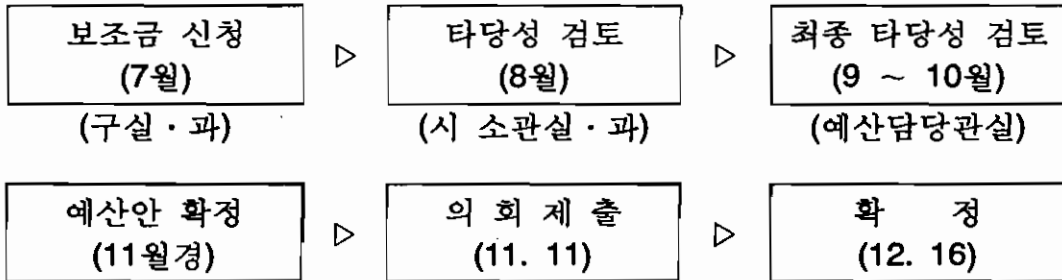 보조금 신청 ▷ 타당성 검토 ▷ 최종 타당성 검토
(7월) (8월) (9 ~ 10월)
(구실·과) (시 소관실·과) (예산담당관실)
예산안 확정 ▷ 의 회 제 출 ▷ 확 정
(11월경) (11. 11) (12. 16)